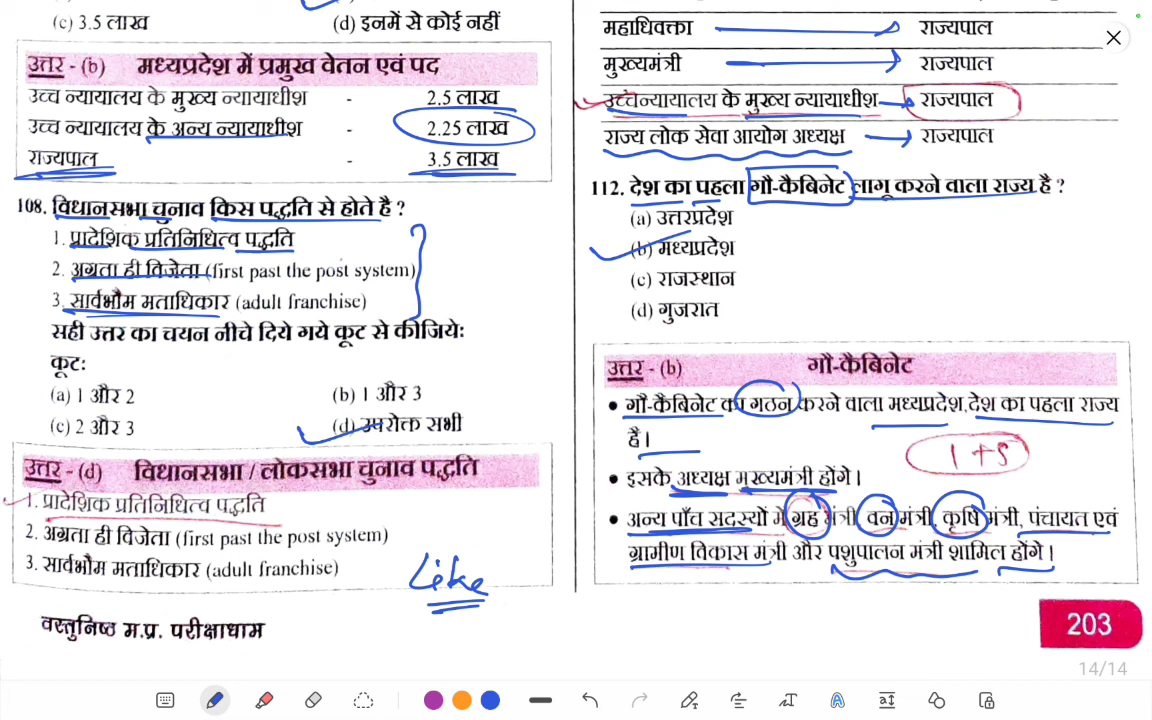 (c) 3.5 लाख (d) इनमें से कोई नहीं
उत्तर - (b) मध्यप्रदेश में प्रमुख वेतन एवं पद
उच्च न्यायालय के मुख्य न्यायाधीश - 2.5 लाख
उच्च न्यायालय के अन्य न्यायाधीश - 2.25 लाख
राज्यपाल - 3.5 लाख
108. विधानसभा चुनाव किस पद्धति से होते है ?
1. प्रादेशिक प्रतिनिधित्व पद्धति
2. अग्रता ही विजेता (first past the post system)
3. सार्वभौम मताधिकार (adult franchise)
सही उत्तर का चयन नीचे दिये गये कूट से कीजियेः
कूटः
(a) 1 और 2 (b) 1 और 3
(c) 2 और 3 (d) उपरोक्त सभी
उत्तर - (d) विधानसभा / लोकसभा चुनाव पद्धति
1. प्रादेशिक प्रतिनिधित्व पद्धति
2. अग्रता ही विजेता (first past the post system)
3. सार्वभौम मताधिकार (adult franchise)
Like
वस्तुनिष्ठ म.प्र. परीक्षाधाम
महाधिवक्ता राज्यपाल
मुख्यमंत्री राज्यपाल
उच्चन्यायालय के मुख्य न्यायाधीश राज्यपाल
राज्य लोक सेवा आयोग अध्यक्ष राज्यपाल
112. देश का पहला गौ-कैबिनेट लागू करने वाला राज्य है ?
(a) उत्तरप्रदेश
(b) मध्यप्रदेश
(c) राजस्थान
(d) गुजरात
उत्तर - (b) गौ-कैबिनेट
• गौ-कैबिनेट का गठन करने वाला मध्यप्रदेश, देश का पहला राज्य
है।
1+5
• इसके अध्यक्ष मुख्यमंत्री होंगे।
• अन्य पाँच सदस्यों में ग्रह मंत्री, वन मंत्री, कृषि मंत्री, पंचायत एवं
ग्रामीण विकास मंत्री और पशुपालन मंत्री शामिल होंगे।
203
14/14